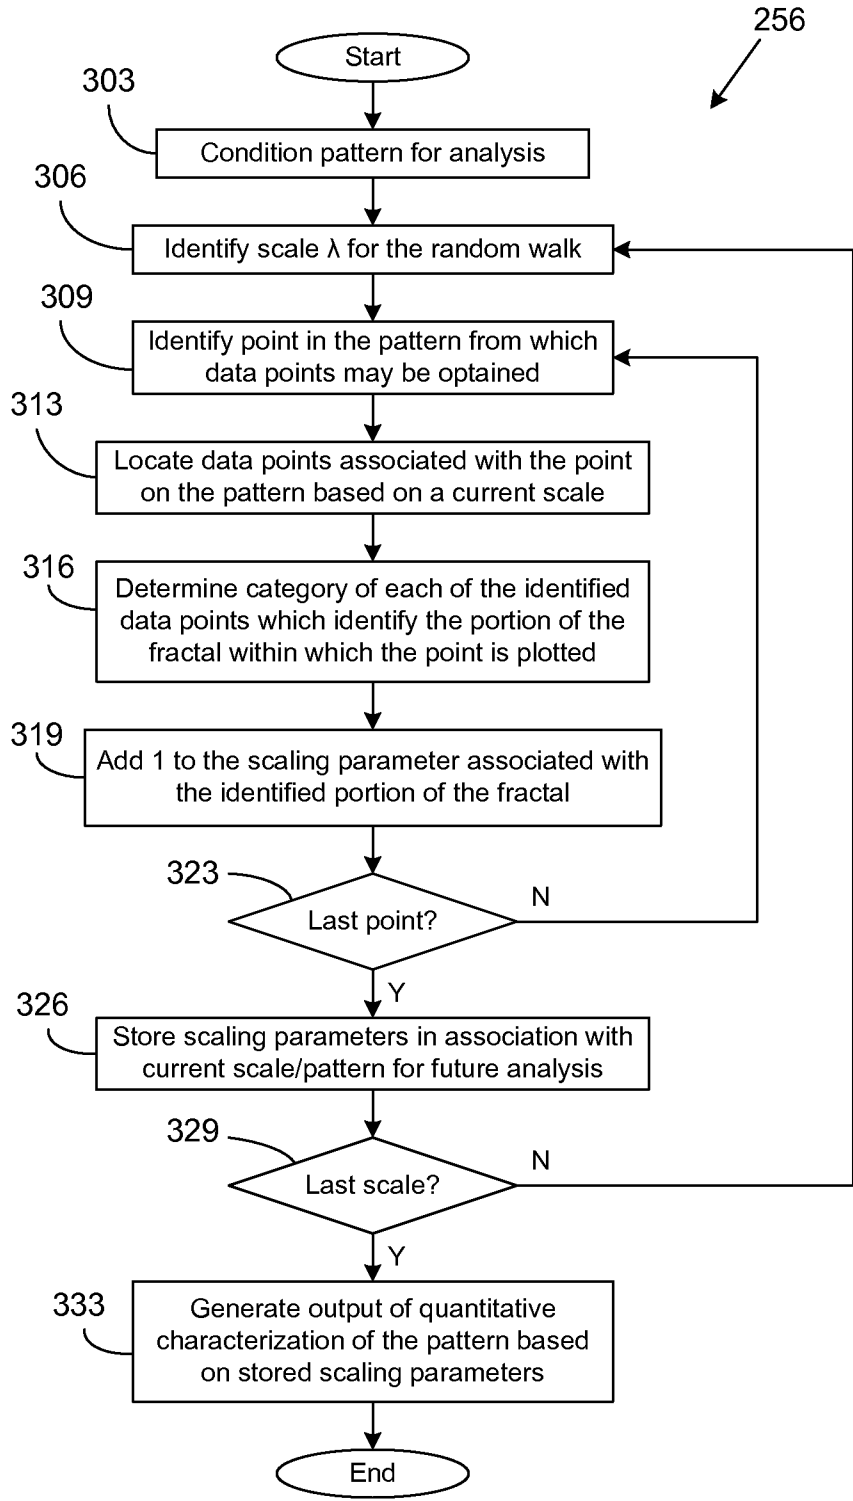 256
Start
303
Condition pattern for analysis
306
Identify scale λ for the random walk
309
Identify point in the pattern from which
data points may be optained
313
Locate data points associated with the point
on the pattern based on a current scale
316
Determine category of each of the identified
data points which identify the portion of the
fractal within which the point is plotted
319
Add 1 to the scaling parameter associated with
the identified portion of the fractal
323
Last point?
N
Y
326
Store scaling parameters in association with
current scale/pattern for future analysis
329
Last scale?
N
Y
333
Generate output of quantitative
characterization of the pattern based
on stored scaling parameters
End